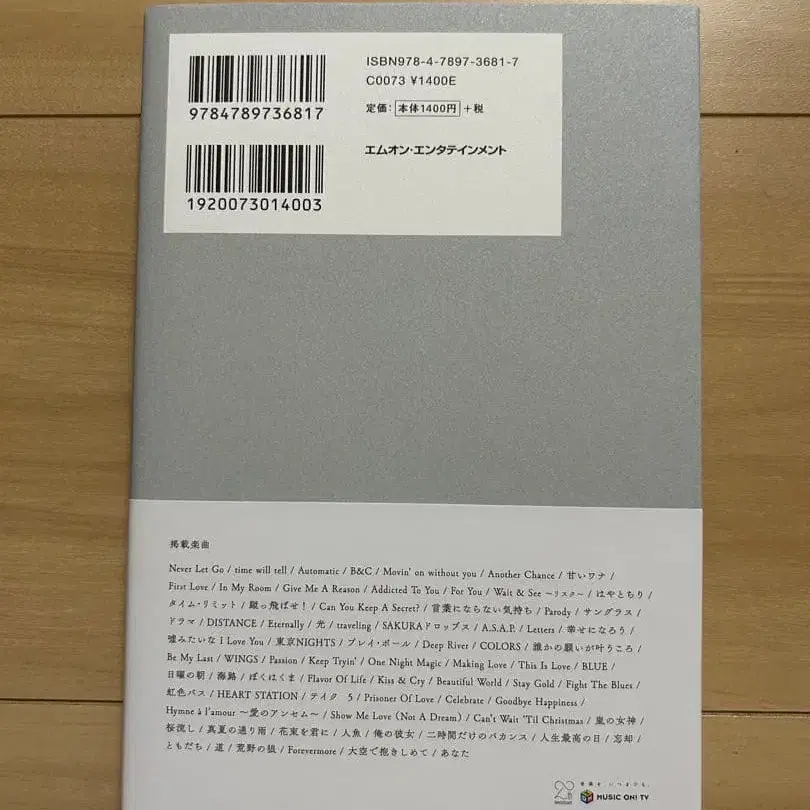 ISBN978-4-7897-3681-7
C0073 ¥1400E
定価： 本体1400円 +税
9784789736817
エムオン・エンタテインメント
1920073014003
掲載楽曲
Never Let Go / time will tell / Automatic / B&C / Movin' on without you / Another Chance / 甘いワナ /
First Love / In My Room / Give Me A Reason / Addicted To You / For You / Wait & See ～リスク～ / はやとちり /
タイム・リミット / 蹴っ飛ばせ！ / Can You Keep A Secret? / 言葉にならない気持ち / Parody / サングラス /
ドラマ / DISTANCE / Eternally / 光 / traveling / SAKURAドロップス / A.S.A.P. / Letters / 幸せになろう /
嘘みたいな I Love You / 東京NIGHTS / プレイ・ボール / Deep River / COLORS / 誰かの願いが叶うころ /
Be My Last / WINGS / Passion / Keep Tryin' / One Night Magic / Making Love / This Is Love / BLUE /
日曜の朝 / 海路 / ぼくはくま / Flavor Of Life / Kiss & Cry / Beautiful World / Stay Gold / Fight The Blues /
虹色バス / HEART STATION / テイク 5 / Prisoner Of Love / Celebrate / Goodbye Happiness /
Hymne à l'amour ～愛のアンセム～ / Show Me Love (Not A Dream) / Can't Wait 'Til Christmas / 嵐の女神 /
桜流し / 真夏の通り雨 / 花束を君に / 人魚 / 俺の彼女 / 二時間だけのバカンス / 人生最高の日 / 忘却 /
ともだち / 道 / 荒野の狼 / Forevermore / 大空で抱きしめて / あなた
音楽を、いつまでも。
20th
MUSIC ON! TV